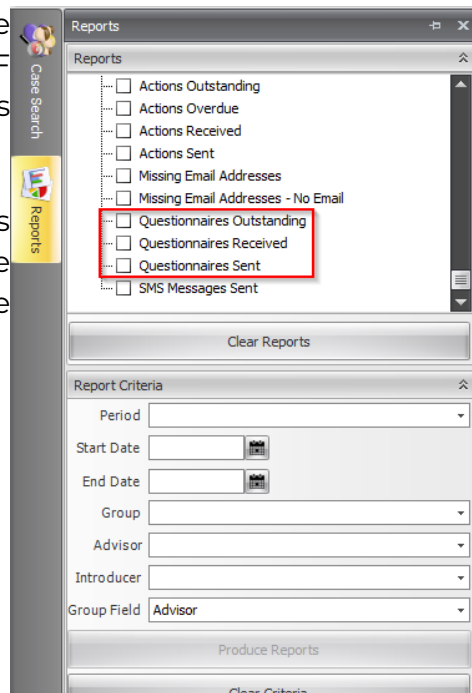 Reports
Case Search
Reports
Reports
Actions Outstanding
Actions Overdue
Actions Received
Actions Sent
Missing Email Addresses
Missing Email Addresses - No Email
Questionnaires Outstanding
Questionnaires Received
Questionnaires Sent
SMS Messages Sent
Clear Reports
Report Criteria
Period
Start Date
End Date
Group
Advisor
Introducer
Group Field Advisor
Produce Reports
Clear Criteria